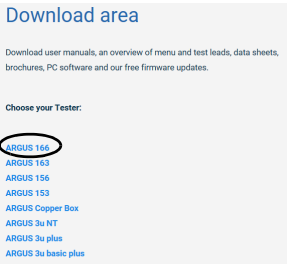 Download area
Download user manuals, an overview of menu and test leads, data sheets,
brochures, PC software and our free firmware updates.
Choose your Tester:
ARGUS 166
ARGUS 163
ARGUS 156
ARGUS 153
ARGUS Copper Box
ARGUS 3u NT
ARGUS 3u plus
ARGUS 3u basic plus